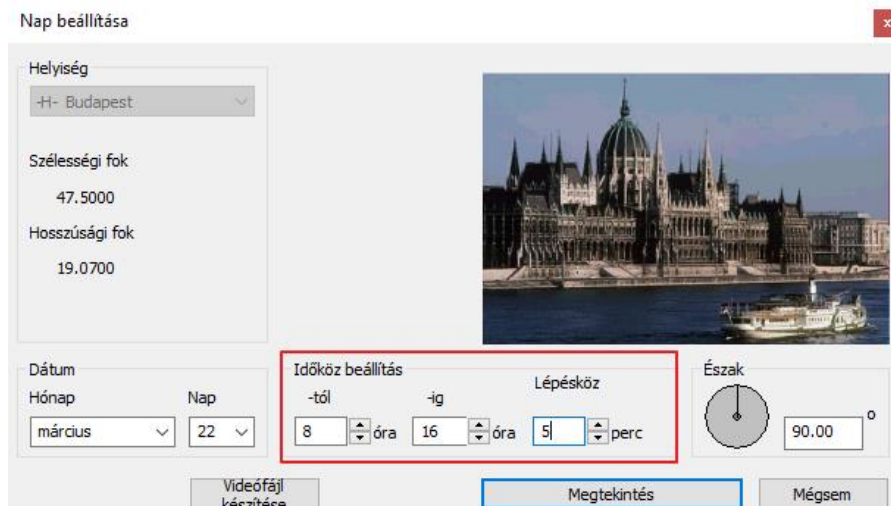 Nap beállítása
x
Helyiség
-H- Budapest
Szélességi fok
47.5000
Hosszúsági fok
19.0700
Dátum
Hónap
Nap
március
22
Időköz beállítás
-tól
-ig
Lépésköz
8
óra
16
óra
5
perc
Észak
90.00
o
Videófájl
készítése
Megtekintés
Mégsem